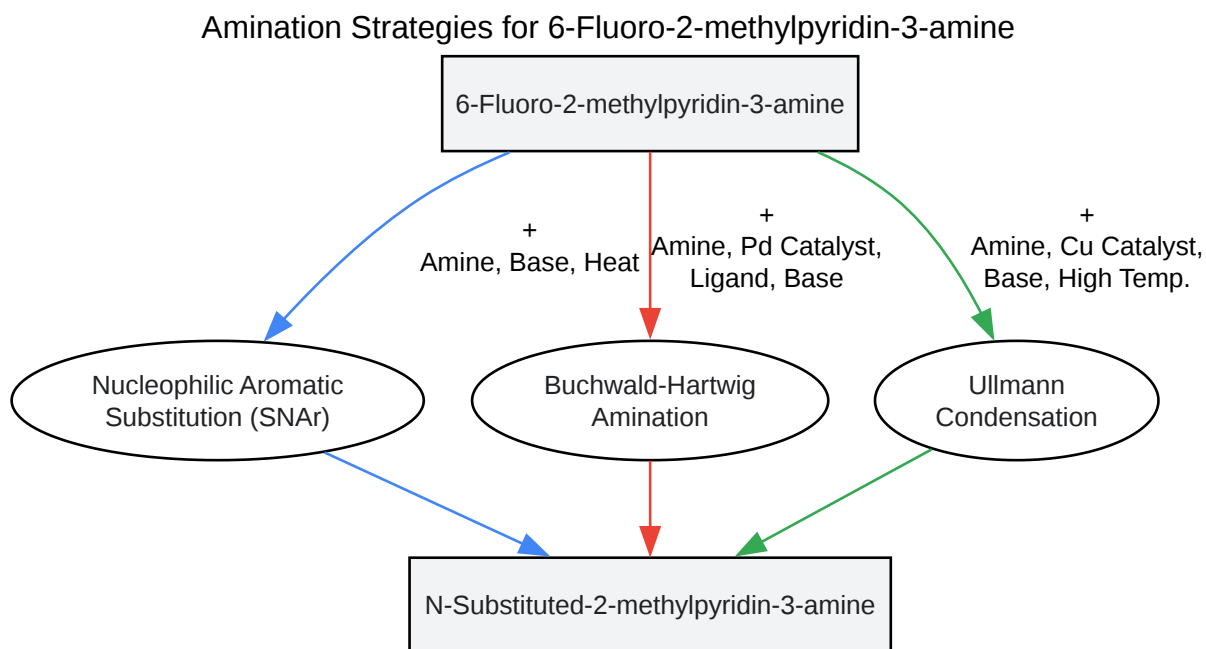 Amination Strategies for 6-Fluoro-2-methylpyridin-3-amine
6-Fluoro-2-methylpyridin-3-amine
+
Amine, Base, Heat
+
Amine, Pd Catalyst,
Ligand, Base
+
Amine, Cu Catalyst,
Base, High Temp.
Nucleophilic Aromatic
Substitution (SNAr)
Buchwald-Hartwig
Amination
Ullmann
Condensation
N-Substituted-2-methylpyridin-3-amine